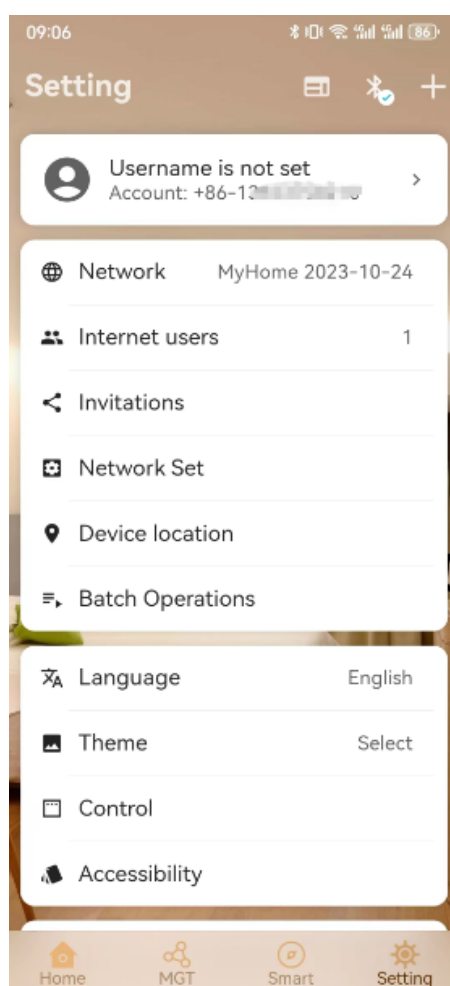 09:06
86
Setting
Username is not set
Account: +86-1
Network MyHome 2023-10-24
Internet users 1
Invitations
Network Set
Device location
Batch Operations
Language English
Theme Select
Control
Accessibility
Home MGT Smart Setting